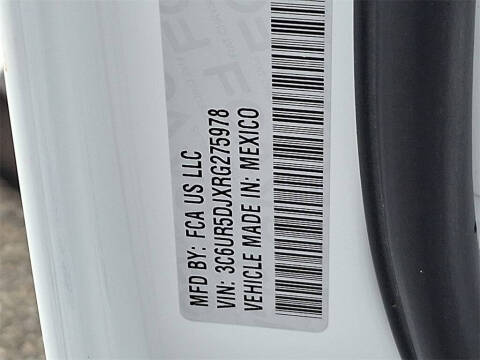 MFD BY: FCA US LLC
VIN: 3C6UR5DJXRG275978
VEHICLE MADE IN: MEXICO